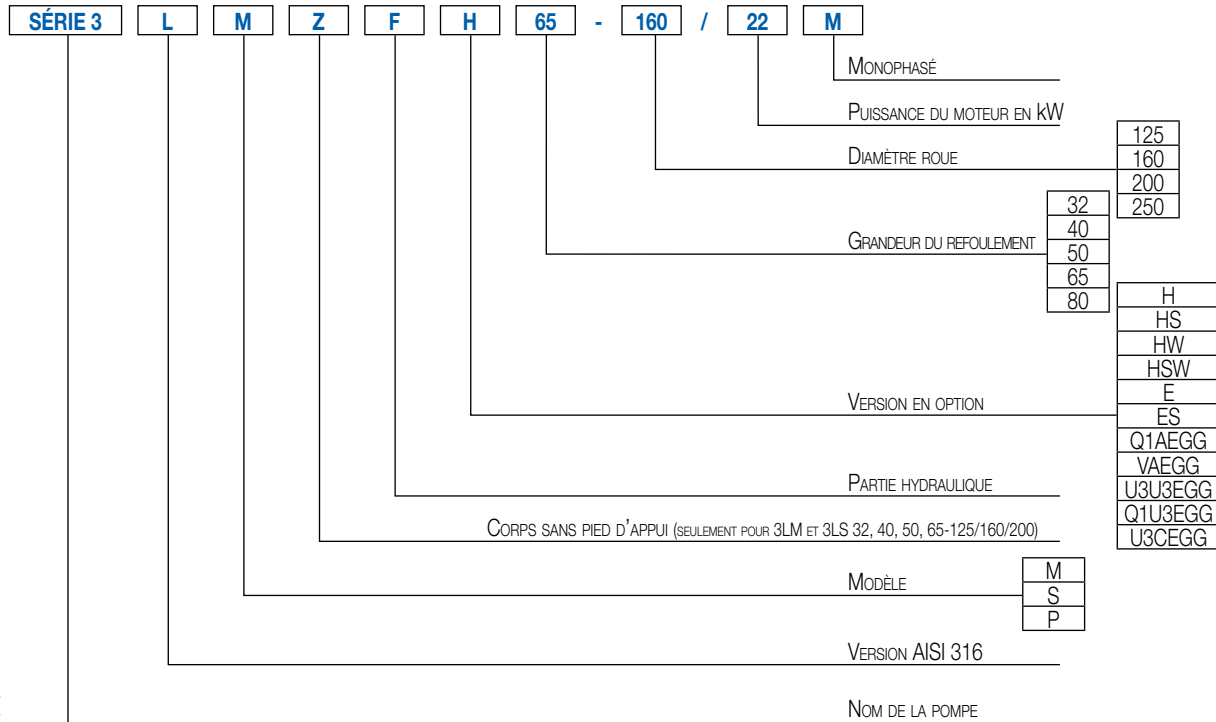 SÉRIE 3 L M Z F H 65 - 160 / 22 M
MONOPHASÉ
PUISSANCE DU MOTEUR EN kW
DIAMÈTRE ROUE
125
160
200
250
GRANDEUR DU REFOULEMENT
32
40
50
65
80
VERSION EN OPTION
H
HS
HW
HSW
E
ES
Q1AEGG
VAEGG
U3U3EGG
Q1U3EGG
U3CEGG
PARTIE HYDRAULIQUE
CORPS SANS PIED D'APPUI (SEULEMENT POUR 3LM ET 3LS 32, 40, 50, 65-125/160/200)
MODÈLE
M
S
P
VERSION AISI 316
NOM DE LA POMPE